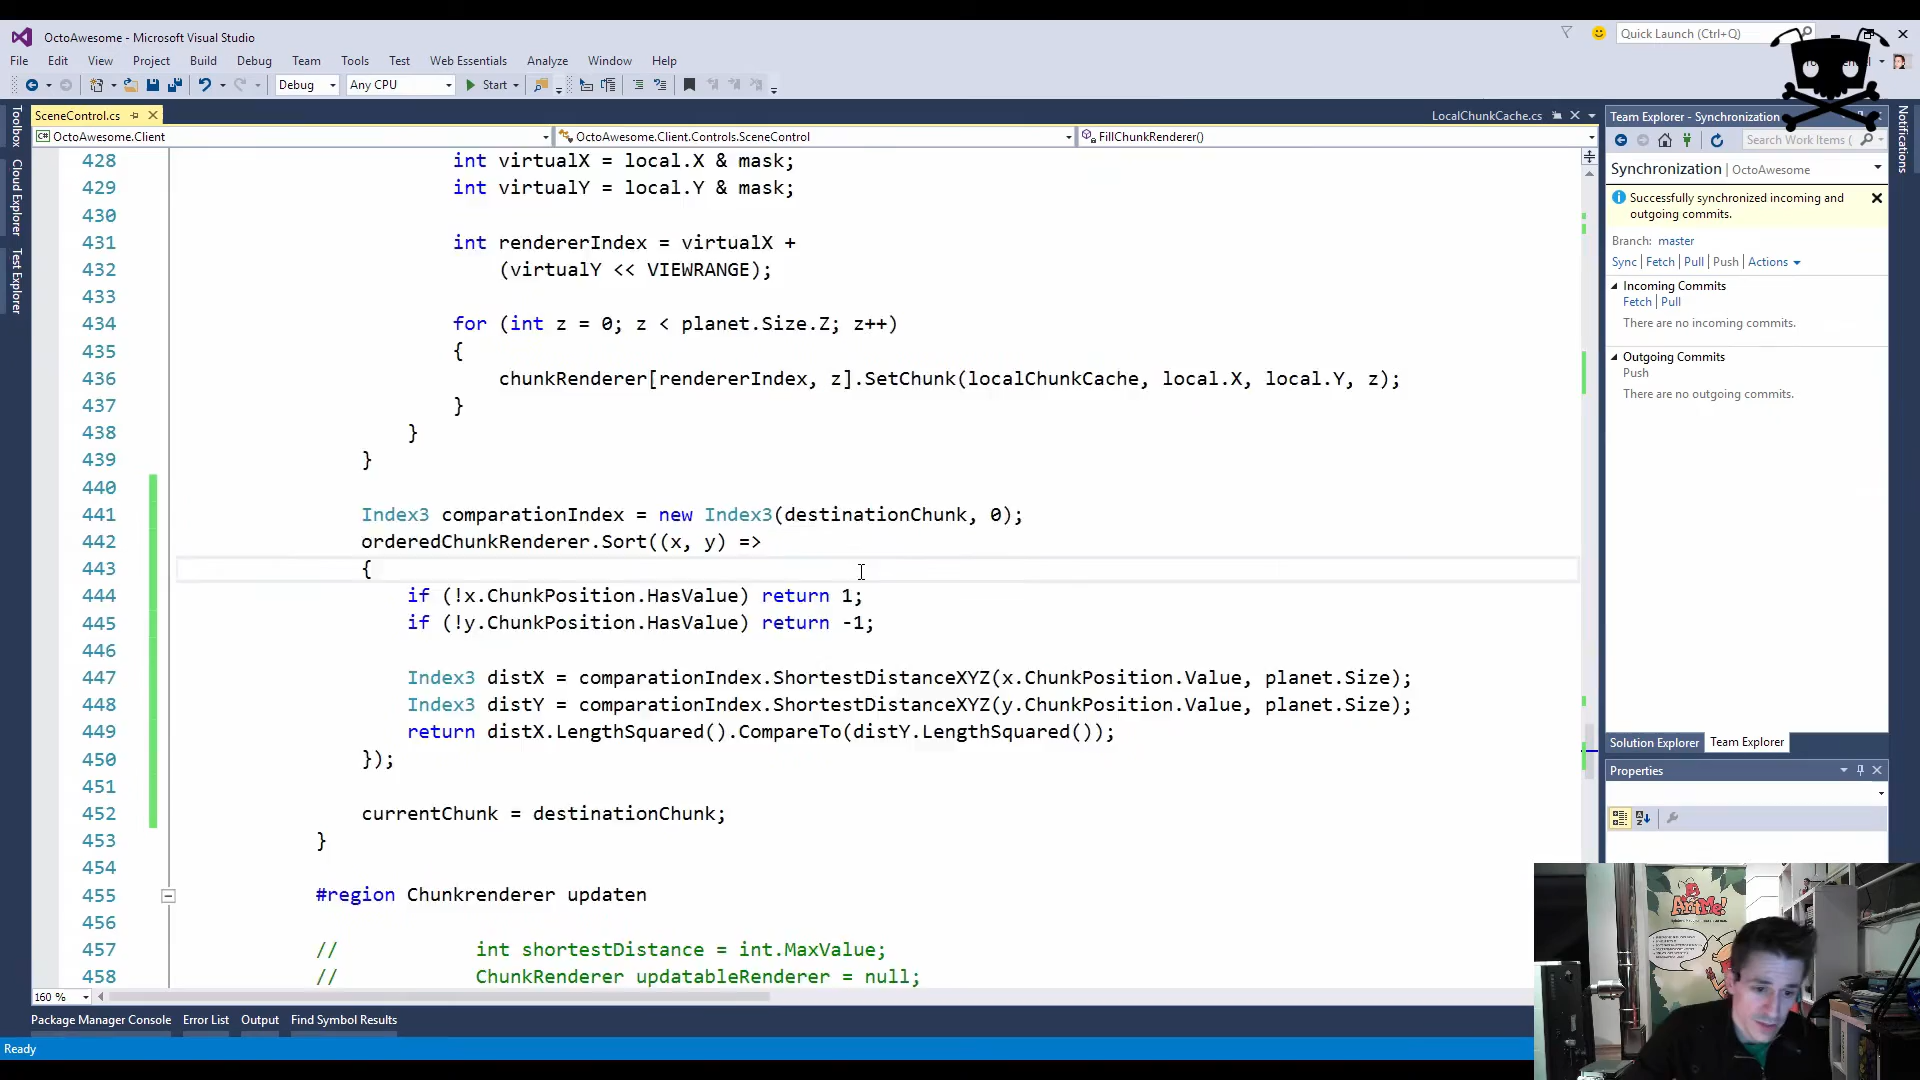 OctoAwesome - Microsoft Visual Studio
Quick Launch (Ctrl+Q)
File Edit View Project Build Debug Team Tools Test Web Essentials Analyze Window Help
Debug Any CPU Start
SceneControl.cs
LocalChunkCache.cs
OctoAwesome.Client
OctoAwesome.Client.Controls.SceneControl
FillChunkRenderer()
Toolbox
Cloud Explorer
Test Explorer
428 int virtualX = local.X & mask;
429 int virtualY = local.Y & mask;
430
431 int rendererIndex = virtualX +
432 (virtualY << VIEWRANGE);
433
434 for (int z = 0; z < planet.Size.Z; z++)
435 {
436 chunkRenderer[rendererIndex, z].SetChunk(localChunkCache, local.X, local.Y, z);
437 }
438 }
439 }
440
441 Index3 comparationIndex = new Index3(destinationChunk, 0);
442 orderedChunkRenderer.Sort((x, y) =>
443 {
444 if (!x.ChunkPosition.HasValue) return 1;
445 if (!y.ChunkPosition.HasValue) return -1;
446
447 Index3 distX = comparationIndex.ShortestDistanceXYZ(x.ChunkPosition.Value, planet.Size);
448 Index3 distY = comparationIndex.ShortestDistanceXYZ(y.ChunkPosition.Value, planet.Size);
449 return distX.LengthSquared().CompareTo(distY.LengthSquared());
450 });
451
452 currentChunk = destinationChunk;
453 }
454
455 #region Chunkrenderer updaten
456
457 // int shortestDistance = int.MaxValue;
458 // ChunkRenderer updatableRenderer = null;
160 %
Package Manager Console Error List Output Find Symbol Results
Ready
Team Explorer - Synchronization
Search Work Items (
Synchronization | OctoAwesome
Successfully synchronized incoming and
outgoing commits.
Branch: master
Sync | Fetch | Pull | Push | Actions
Incoming Commits
Fetch | Pull
There are no incoming commits.
Outgoing Commits
Push
There are no outgoing commits.
Solution Explorer Team Explorer
Properties
Notifications
AntMe!